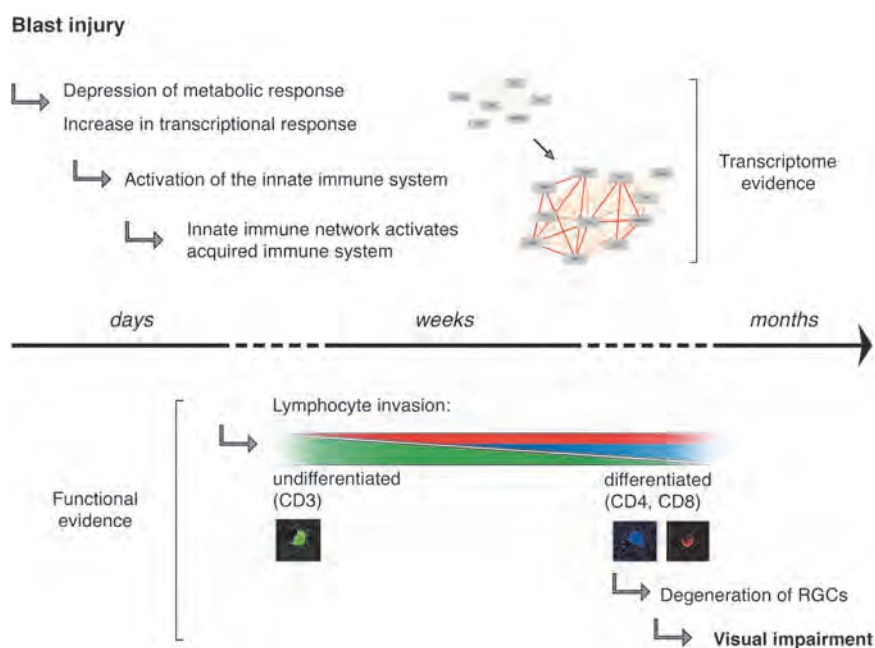 Blast injury
Depression of metabolic response
Increase in transcriptional response
Activation of the innate immune system
Innate immune network activates
acquired immune system
Transcriptome
evidence
days
weeks
months
Lymphocyte invasion:
undifferentiated
(CD3)
differentiated
(CD4, CD8)
Functional
evidence
Degeneration of RGCs
Visual impairment